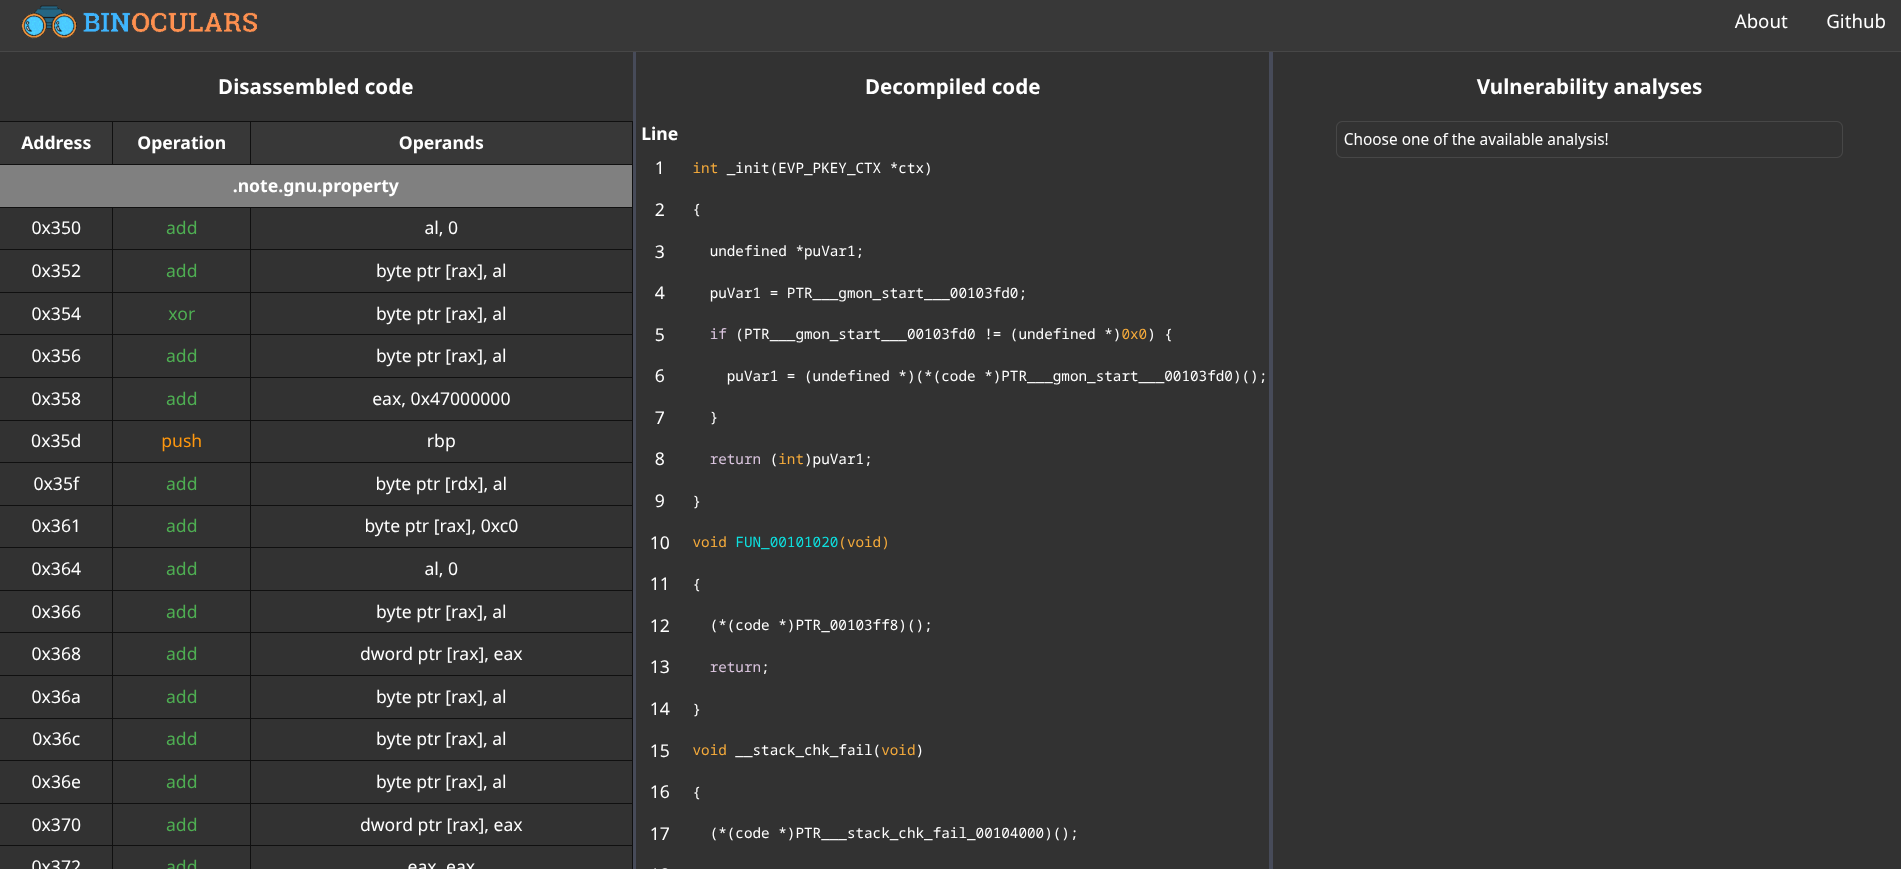 BINOCULARS
About Github
Disassembled code
Address Operation Operands
.note.gnu.property
0x350 add al, 0
0x352 add byte ptr [rax], al
0x354 xor byte ptr [rax], al
0x356 add byte ptr [rax], al
0x358 add eax, 0x47000000
0x35d push rbp
0x35f add byte ptr [rdx], al
0x361 add byte ptr [rax], 0xc0
0x364 add al, 0
0x366 add byte ptr [rax], al
0x368 add dword ptr [rax], eax
0x36a add byte ptr [rax], al
0x36c add byte ptr [rax], al
0x36e add byte ptr [rax], al
0x370 add dword ptr [rax], eax
0x372 add eax, eax
Decompiled code
Line
1 int _init(EVP_PKEY_CTX *ctx)
2 {
3 undefined *puVar1;
4 puVar1 = PTR___gmon_start___00103fd0;
5 if (PTR___gmon_start___00103fd0 != (undefined *)0x0) {
6 puVar1 = (undefined *)(*(code *)PTR___gmon_start___00103fd0)();
7 }
8 return (int)puVar1;
9 }
10 void FUN_00101020(void)
11 {
12 (*(code *)PTR_00103ff8)();
13 return;
14 }
15 void __stack_chk_fail(void)
16 {
17 (*(code *)PTR___stack_chk_fail_00104000)();
Vulnerability analyses
Choose one of the available analysis!